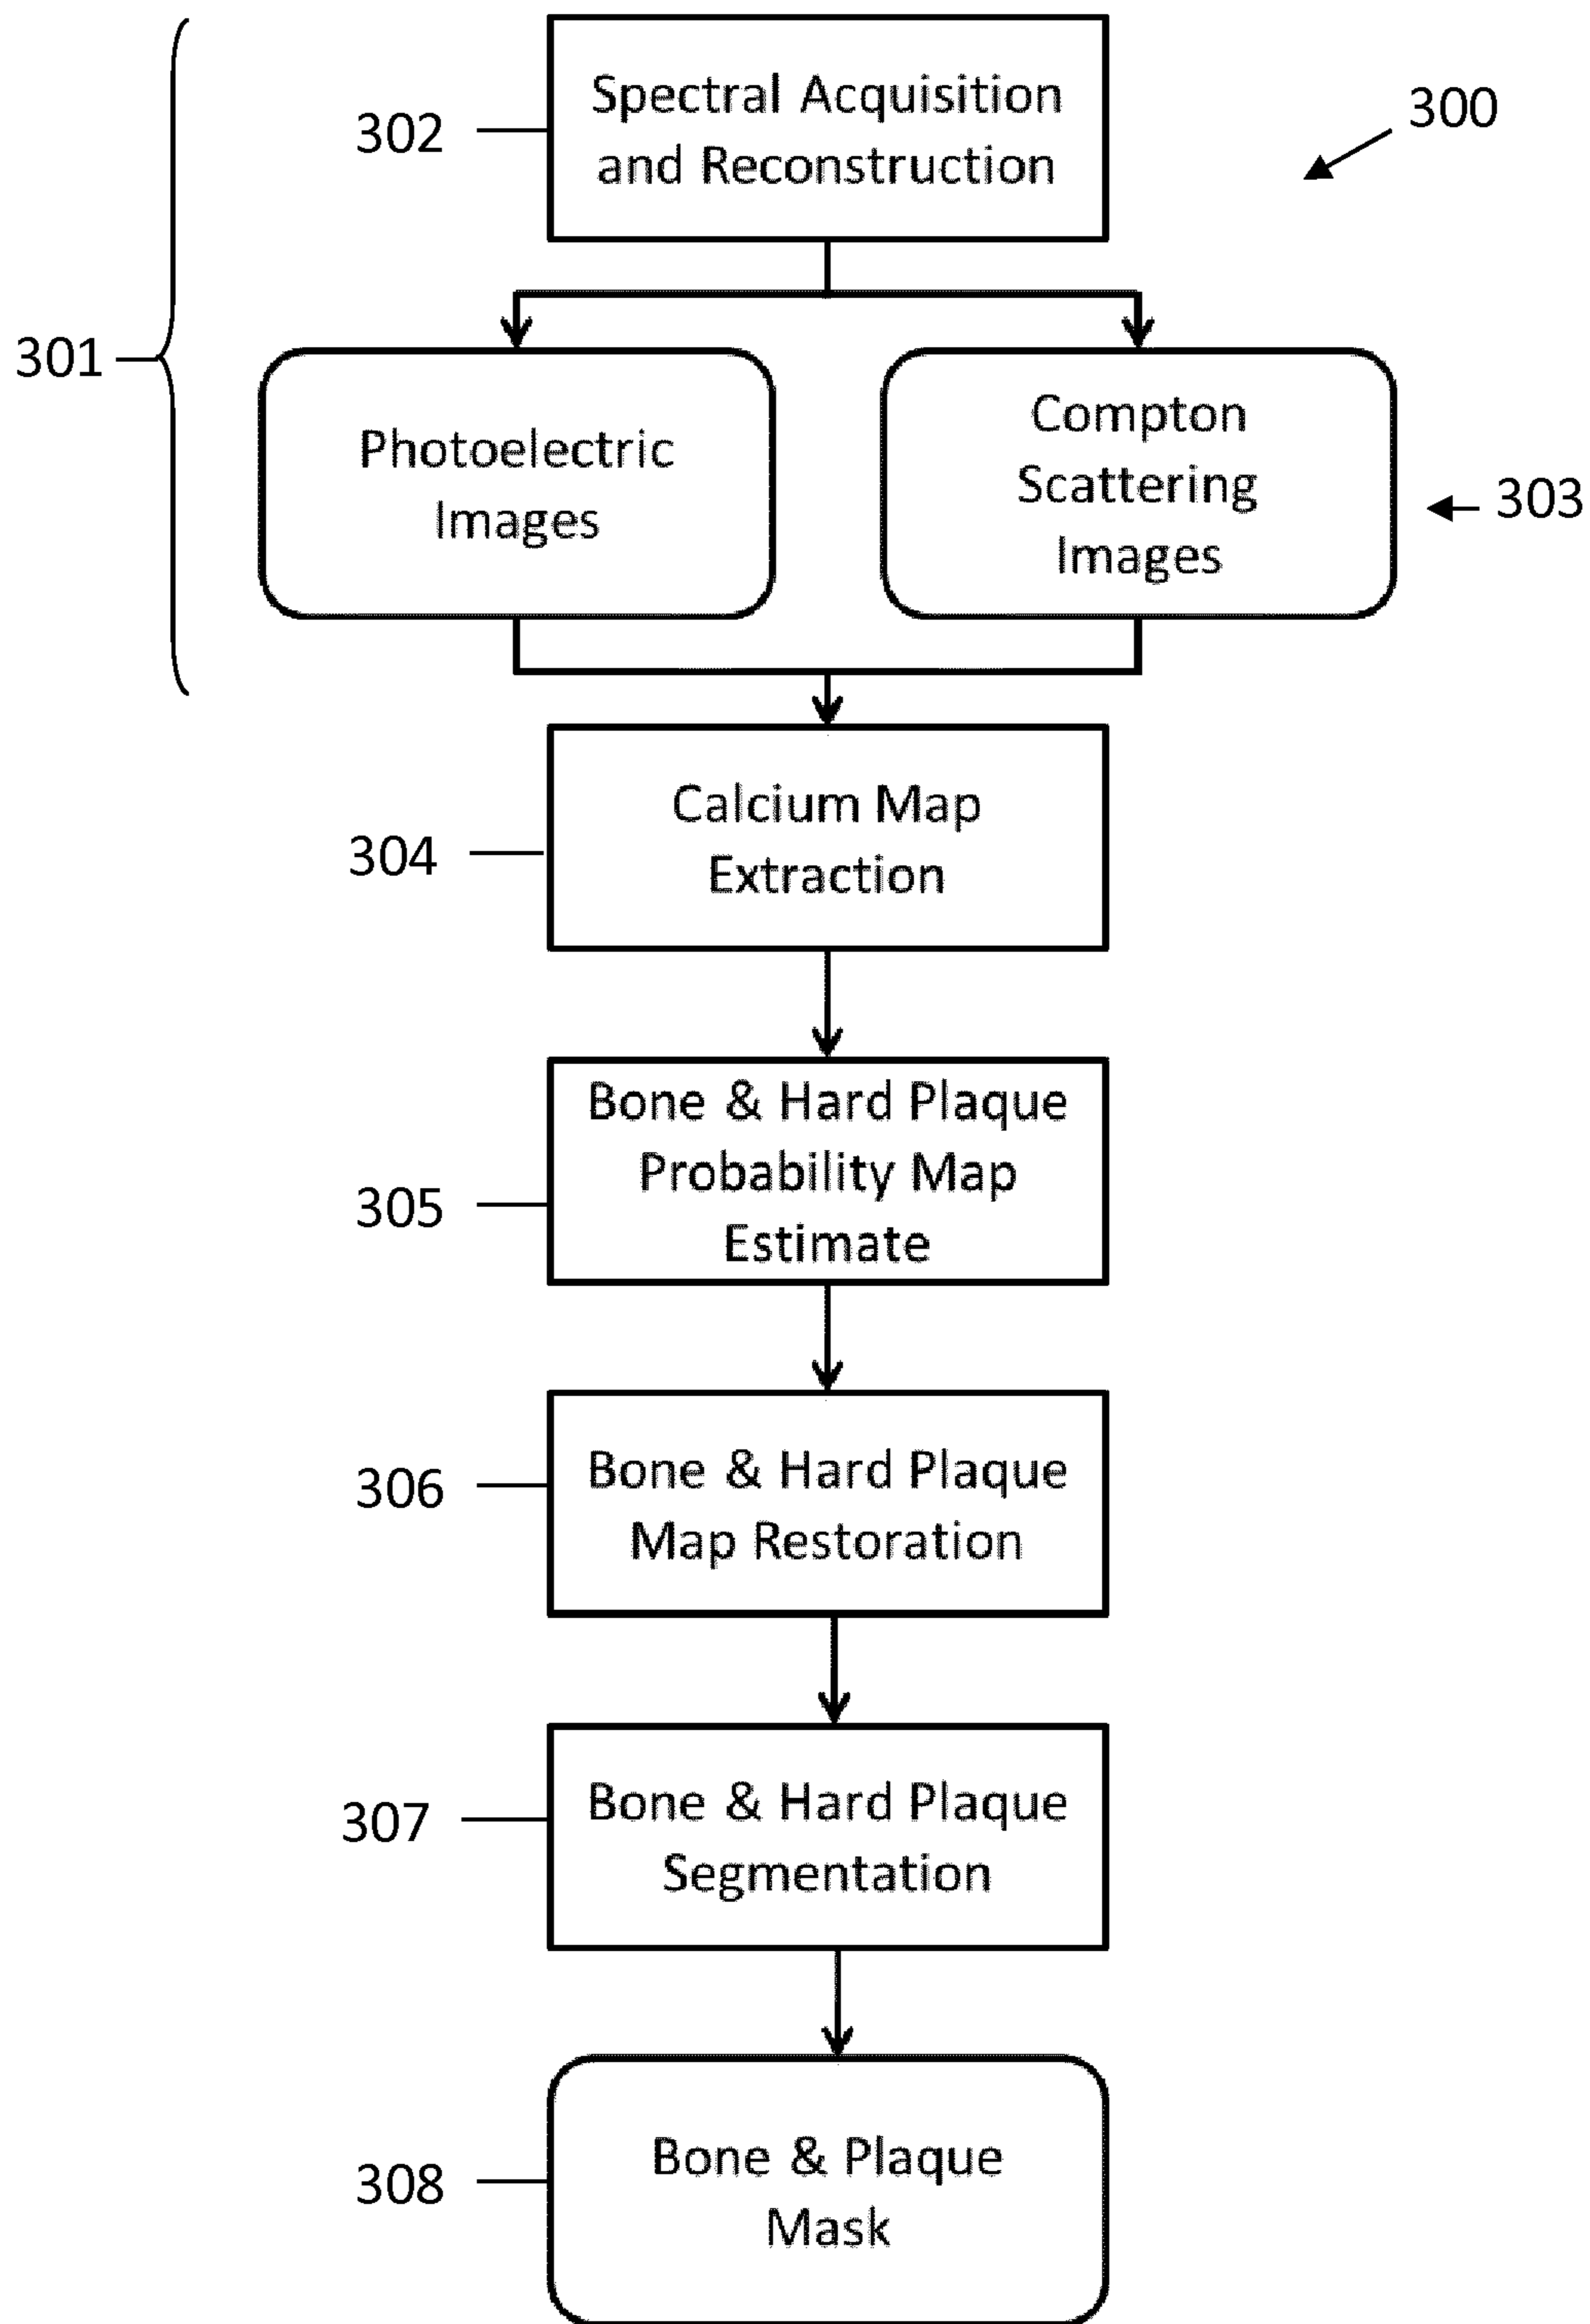 Spectral Acquisition
and Reconstruction
302
300
301
Photoelectric
Images
Compton
Scattering
Images
303
Calcium Map
Extraction
304
Bone & Hard Plaque
Probability Map
Estimate
305
Bone & Hard Plaque
Map Restoration
306
Bone & Hard Plaque
Segmentation
307
Bone & Plaque
Mask
308